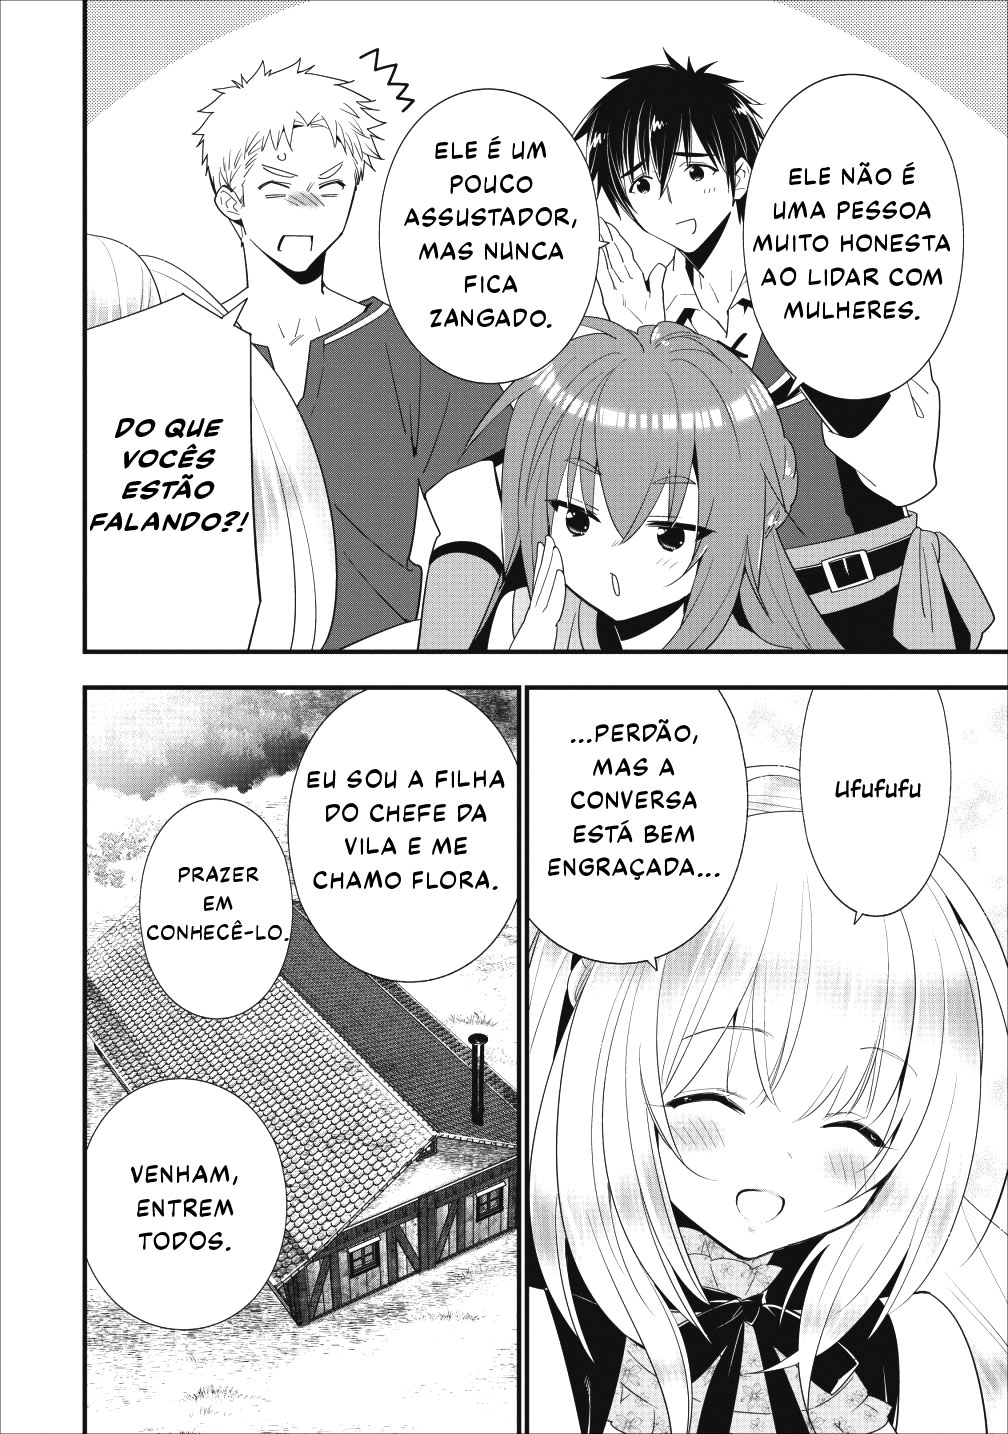 ELE NÃO É
UMA PESSOA
MUITO HONESTA
AO LIDAR COM
MULHERES.
ELE É UM
POUCO
ASSUSTADOR,
MAS NUNCA
FICA
ZANGADO.
DO QUE
VOCÊS
ESTÃO
FALANDO?!
Ufufufu
...PERDÃO,
MAS A
CONVERSA
ESTÁ BEM
ENGRAÇADA...
EU SOU A FILHA
DO CHEFE DA
VILA E ME
CHAMO FLORA.
PRAZER
EM
CONHECÊ-LO.
VENHAM,
ENTREM
TODOS.